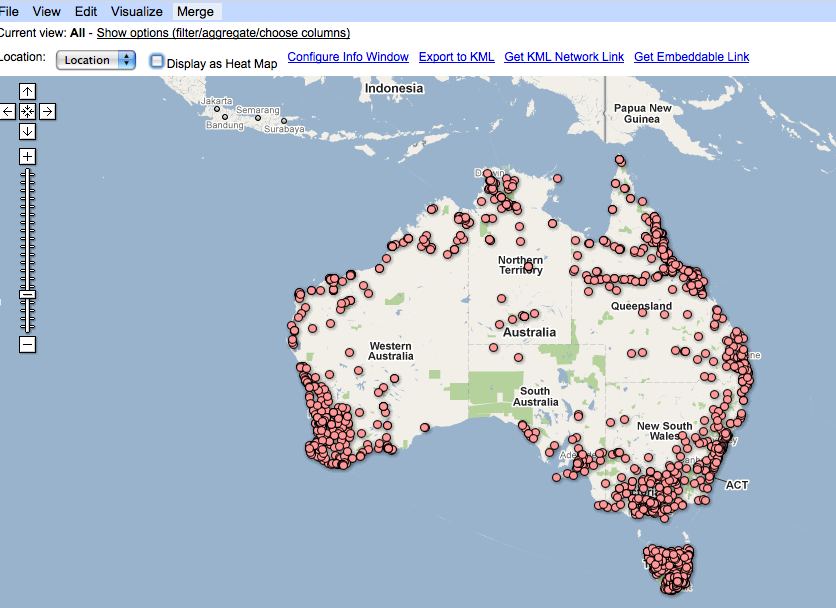 File View Edit Visualize Merge
Current view: All - Show options (filter/aggregate/choose columns)
Location: Location Display as Heat Map Configure Info Window Export to KML Get KML Network Link Get Embeddable Link
Indonesia
Jakarta
Semarang
Bandung
Surabaya
Papua New
Guinea
Northern
Territory
Queensland
Australia
Western
Australia
South
Australia
New South
Wales
ACT